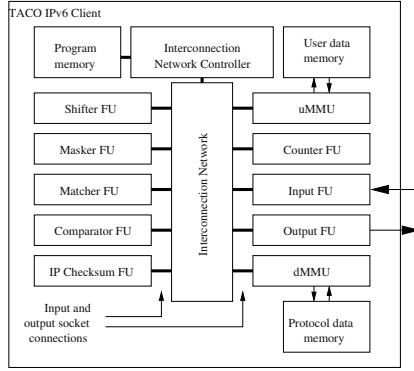 TACO IPv6 Client
Program
memory
Interconnection
Network Controller
User data
memory
Shifter FU
uMMU
Masker FU
Counter FU
Matcher FU
Input FU
Comparator FU
Output FU
IP Checksum FU
dMMU
Interconnection Network
Input and
output socket
connections
Protocol data
memory